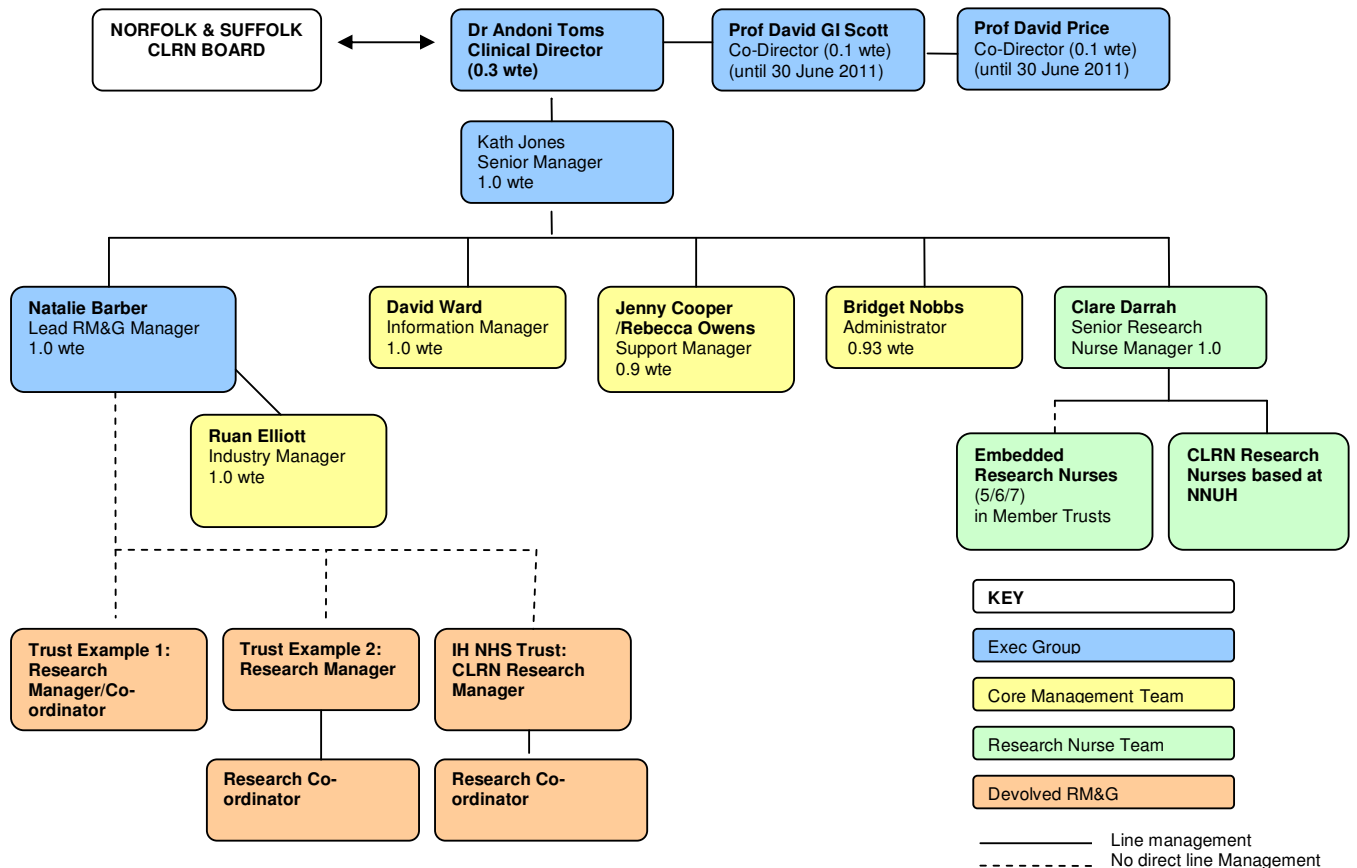 NORFOLK & SUFFOLK
CLRN BOARD
Dr Andoni Toms
Clinical Director
(0.3 wte)
Prof David GI Scott
Co-Director (0.1 wte)
(until 30 June 2011)
Prof David Price
Co-Director (0.1 wte)
(until 30 June 2011)
Kath Jones
Senior Manager
1.0 wte
Natalie Barber
Lead RM&G Manager
1.0 wte
David Ward
Information Manager
1.0 wte
Jenny Cooper
/Rebecca Owens
Support Manager
0.9 wte
Bridget Nobbs
Administrator
0.93 wte
Clare Darrah
Senior Research
Nurse Manager 1.0
Ruan Elliott
Industry Manager
1.0 wte
Embedded
Research Nurses
(5/6/7)
in Member Trusts
CLRN Research
Nurses based at
NNUH
Trust Example 1:
Research
Manager/Co-
ordinator
Trust Example 2:
Research Manager
IH NHS Trust:
CLRN Research
Manager
Research Co-
ordinator
Research Co-
ordinator
KEY
Exec Group
Core Management Team
Research Nurse Team
Devolved RM&G
Line management
No direct line Management